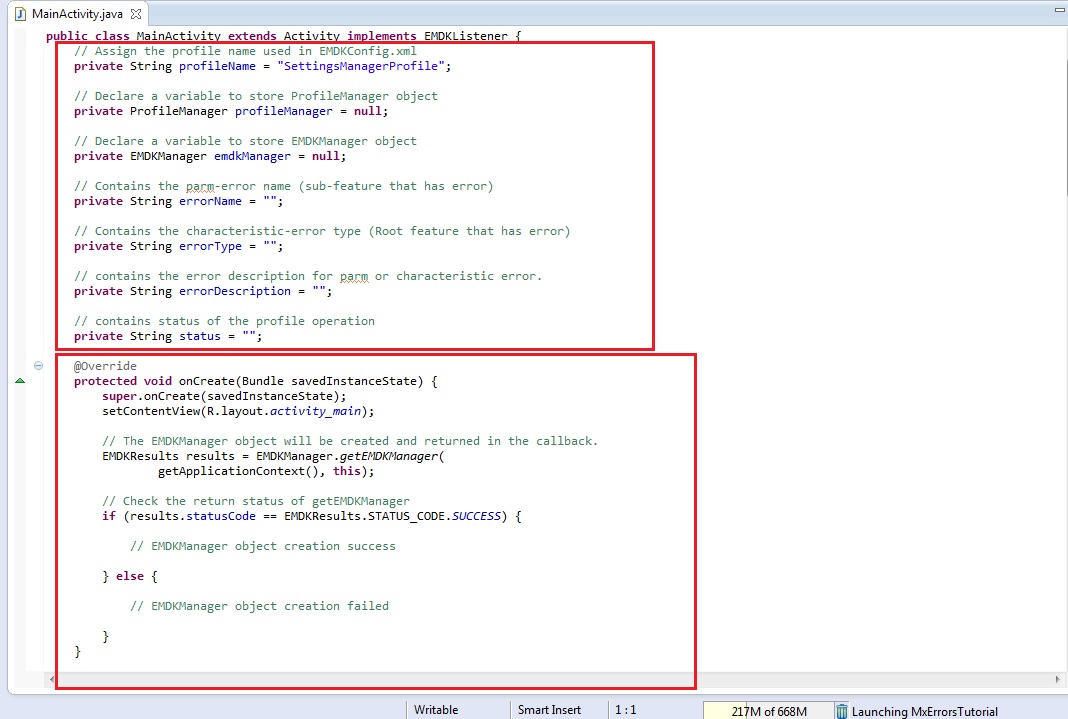 MainActivity.java
public class MainActivity extends Activity implements EMDKListener {
// Assign the profile name used in EMDKConfig.xml
private String profileName = "SettingsManagerProfile";
// Declare a variable to store ProfileManager object
private ProfileManager profileManager = null;
// Declare a variable to store EMDKManager object
private EMDKManager emdkManager = null;
// Contains the parm-error name (sub-feature that has error)
private String errorName = "";
// Contains the characteristic-error type (Root feature that has error)
private String errorType = "";
// contains the error description for parm or characteristic error.
private String errorDescription = "";
// contains status of the profile operation
private String status = "";
@Override
protected void onCreate(Bundle savedInstanceState) {
super.onCreate(savedInstanceState);
setContentView(R.layout.activity_main);
// The EMDKManager object will be created and returned in the callback.
EMDKResults results = EMDKManager.getEMDKManager(
getApplicationContext(), this);
// Check the return status of getEMDKManager
if (results.statusCode == EMDKResults.STATUS_CODE.SUCCESS) {
// EMDKManager object creation success
} else {
// EMDKManager object creation failed
}
}
Writable Smart Insert 1 : 1 217M of 668M Launching MxErrorsTutorial